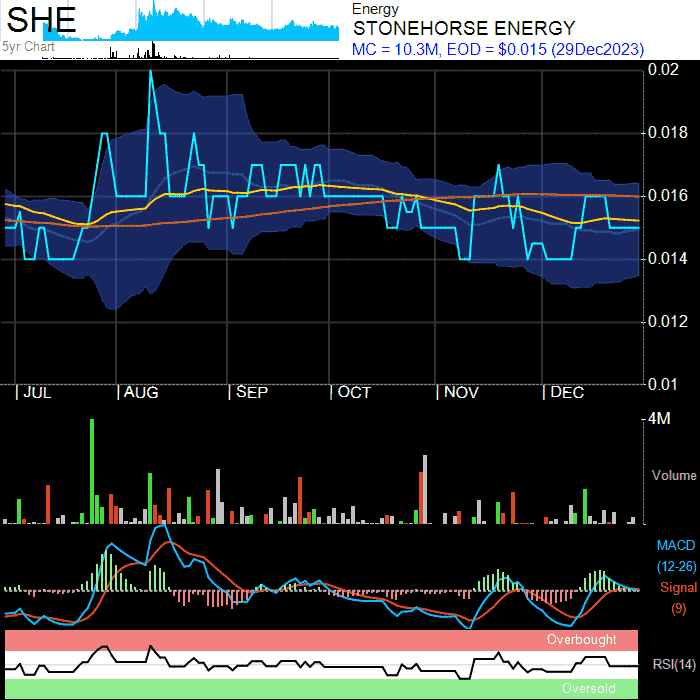 SHE
5yr Chart
Energy
STONEHORSE ENERGY
MC = 10.3M, EOD = $0.015 (29Dec2023)
0.02
0.018
0.016
0.014
0.012
0.01
JUL AUG SEP OCT NOV DEC
4M
Volume
MACD
(12-26)
Signal
(9)
Overbought
RSI(14)
Oversold